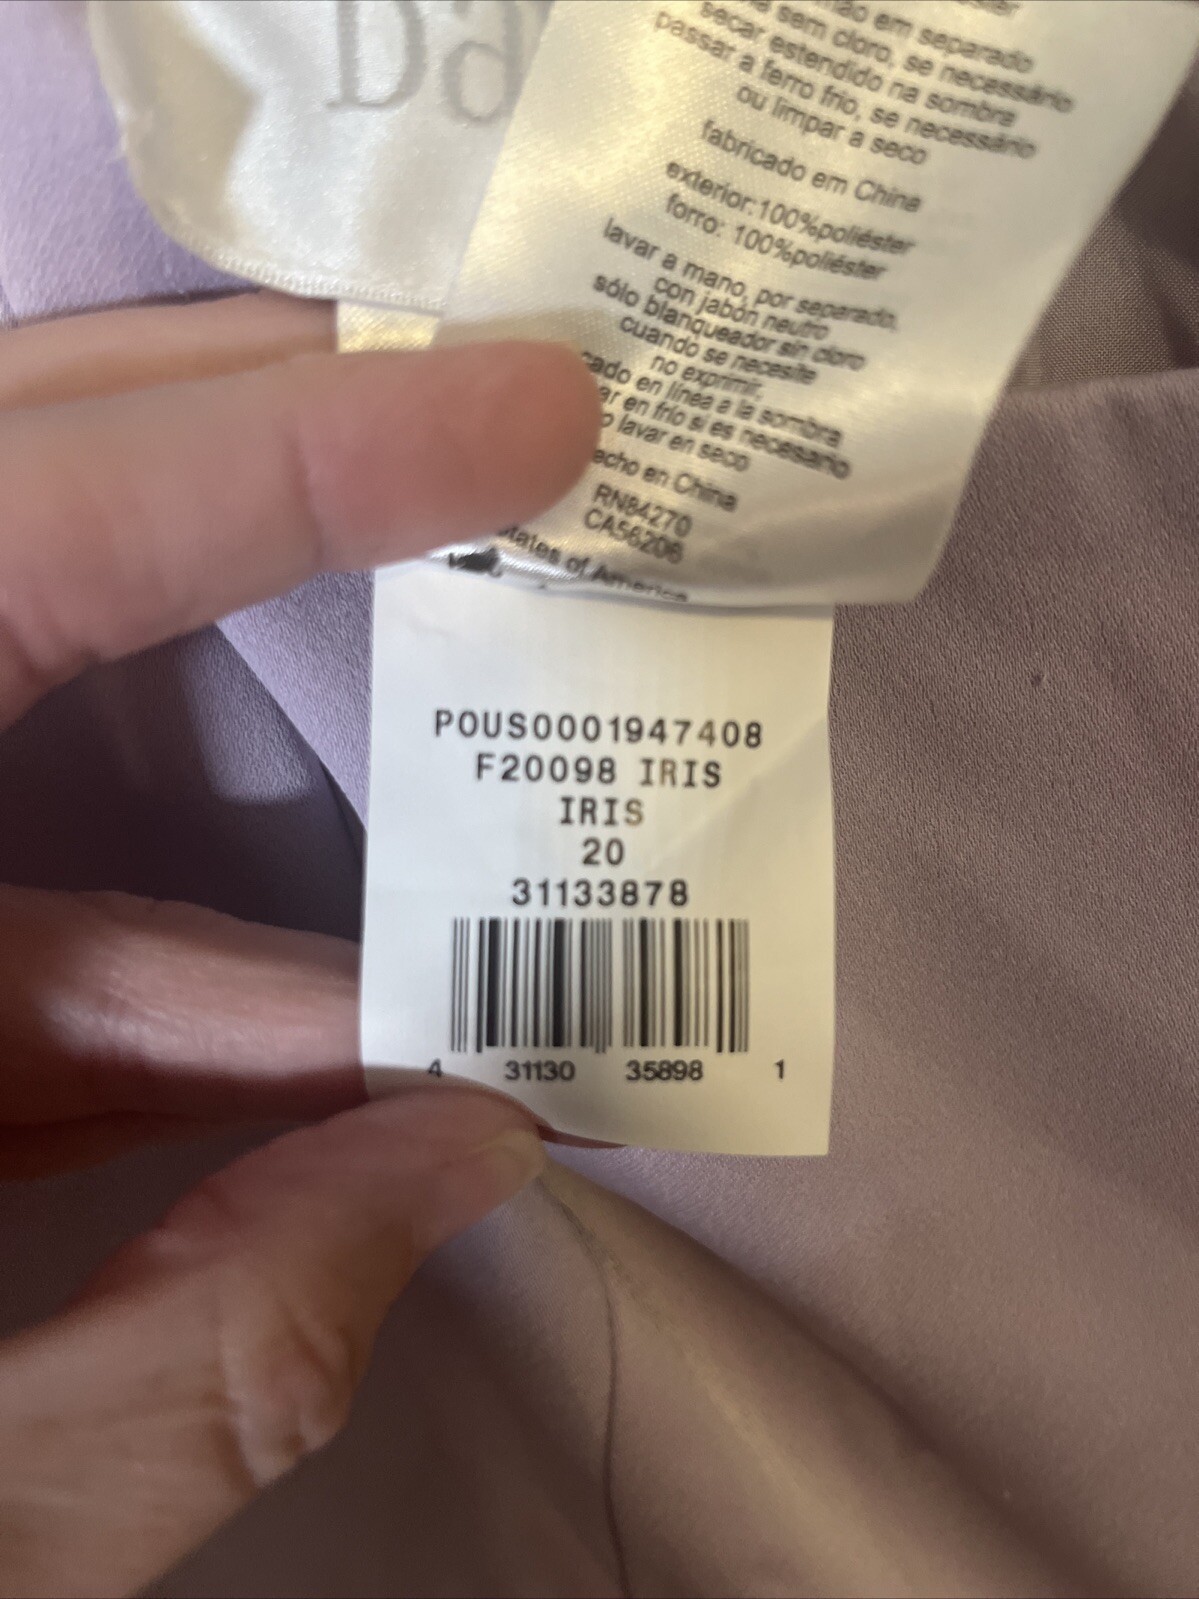 Da
em separado
sem cloro, se necessário
secar estendido na sombra
passar a ferro frio, se necessário
ou limpar a seco
fabricado em China
exterior:100%poliéster
forro: 100%poliéster
lavar a mano, por separado,
con jabón neutro
sólo blanqueador sin cloro
cuando se necesite
no exprimir,
cado en línea a la sombra
ar en frío si es necesario
o lavar en seco
echo en China
RN84270
CA56206
States of America
POUS0001947408
F20098 IRIS
IRIS
20
31133878
4 31130 35898 1